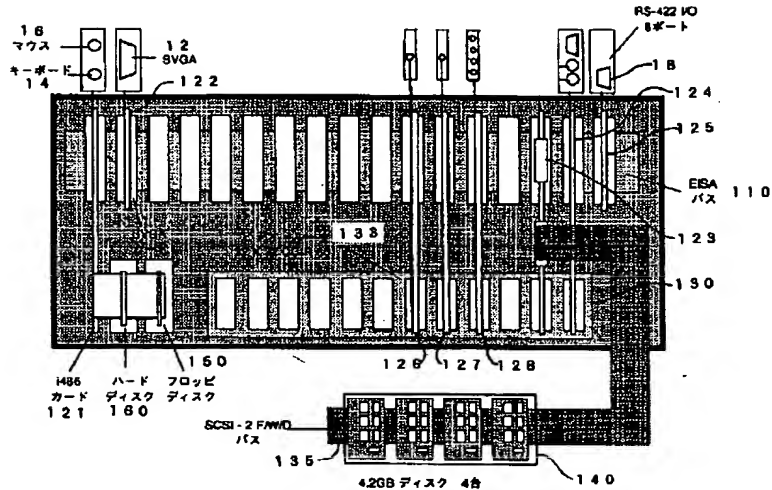 RS-422 I/O
8ポート
16
マウス
12
SVGA
キーボード
14
122
18
124
125
EISA
バス
110
133
123
130
150
126
127
128
i486
カード
121
ハード
ディスク
160
フロッピ
ディスク
SCSI-2 F/W/D
バス
135
140
4.2GB ディスク 4台